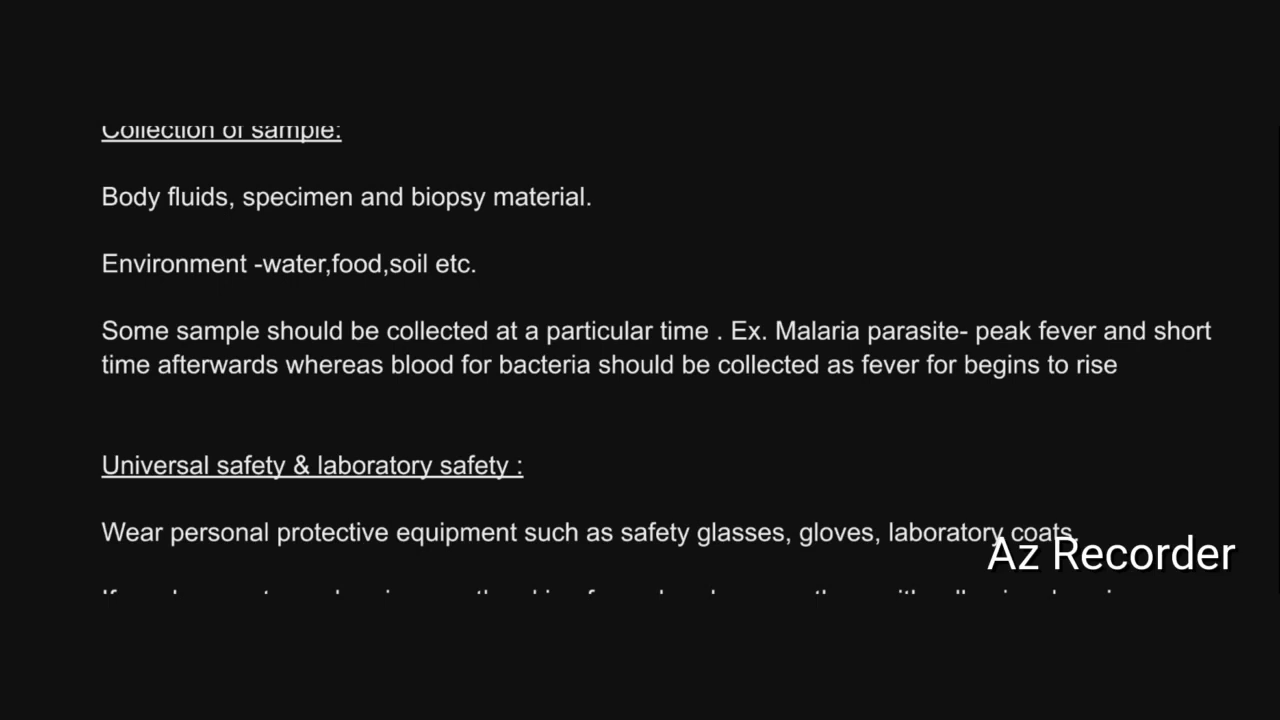 Collection of sample:
Body fluids, specimen and biopsy material.
Environment -water,food,soil etc.
Some sample should be collected at a particular time . Ex. Malaria parasite- peak fever and short
time afterwards whereas blood for bacteria should be collected as fever for begins to rise
Universal safety & laboratory safety :
Wear personal protective equipment such as safety glasses, gloves, laboratory coats.
Az Recorder